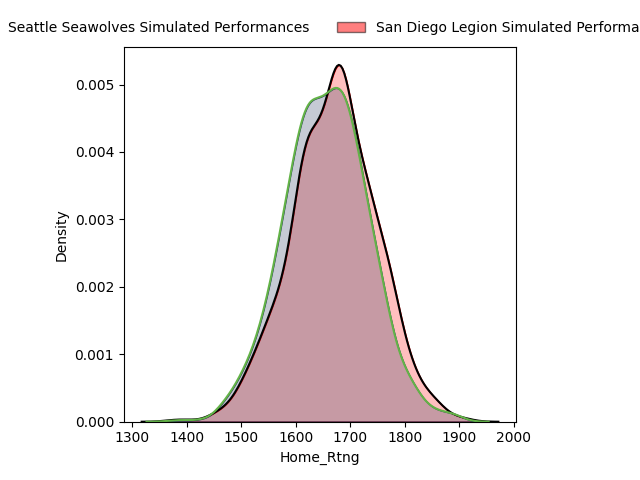 Seattle Seawolves Simulated Performances
San Diego Legion Simulated Performa
0.005
0.004
0.003
0.002
0.001
0.000
Density
1300 1400 1500 1600 1700 1800 1900 2000
Home_Rtng